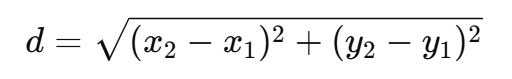 d = √(x₂ − x₁)² + (y₂ − y₁)²